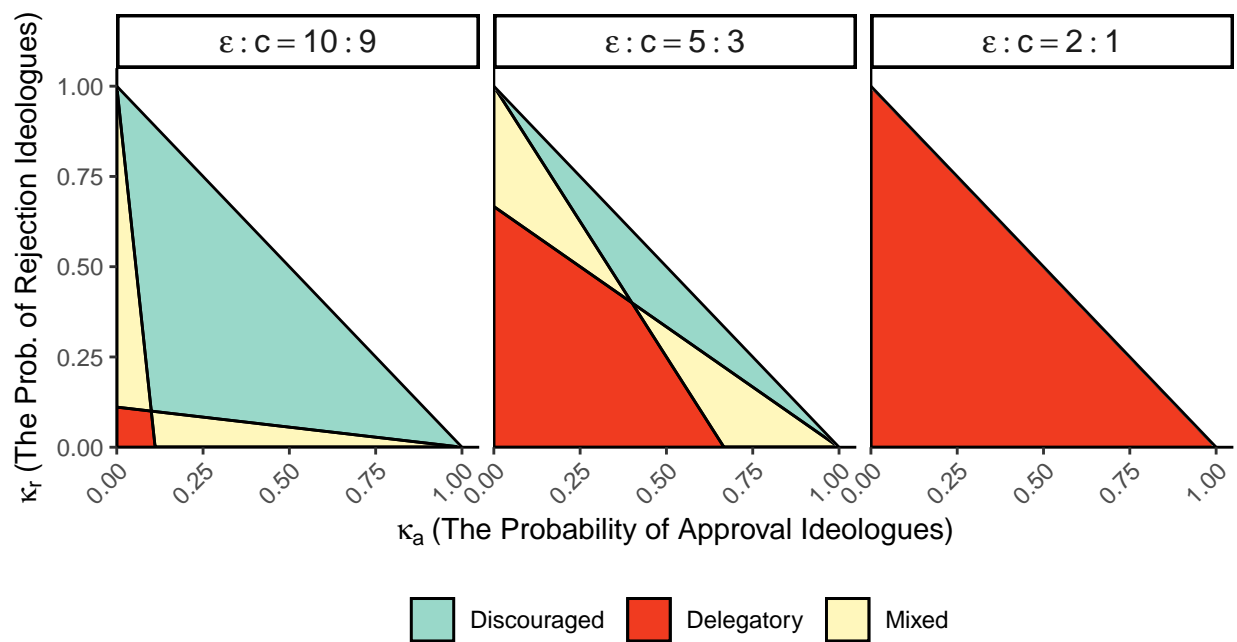 ε : c = 10 : 9
ε : c = 5 : 3
ε : c = 2 : 1
κr (The Prob. of Rejection Ideologues)
1.00
0.75
0.50
0.25
0.00
0.00 0.25 0.50 0.75 1.00
0.00 0.25 0.50 0.75 1.00
0.00 0.25 0.50 0.75 1.00
κa (The Probability of Approval Ideologues)
Discouraged Delegatory Mixed